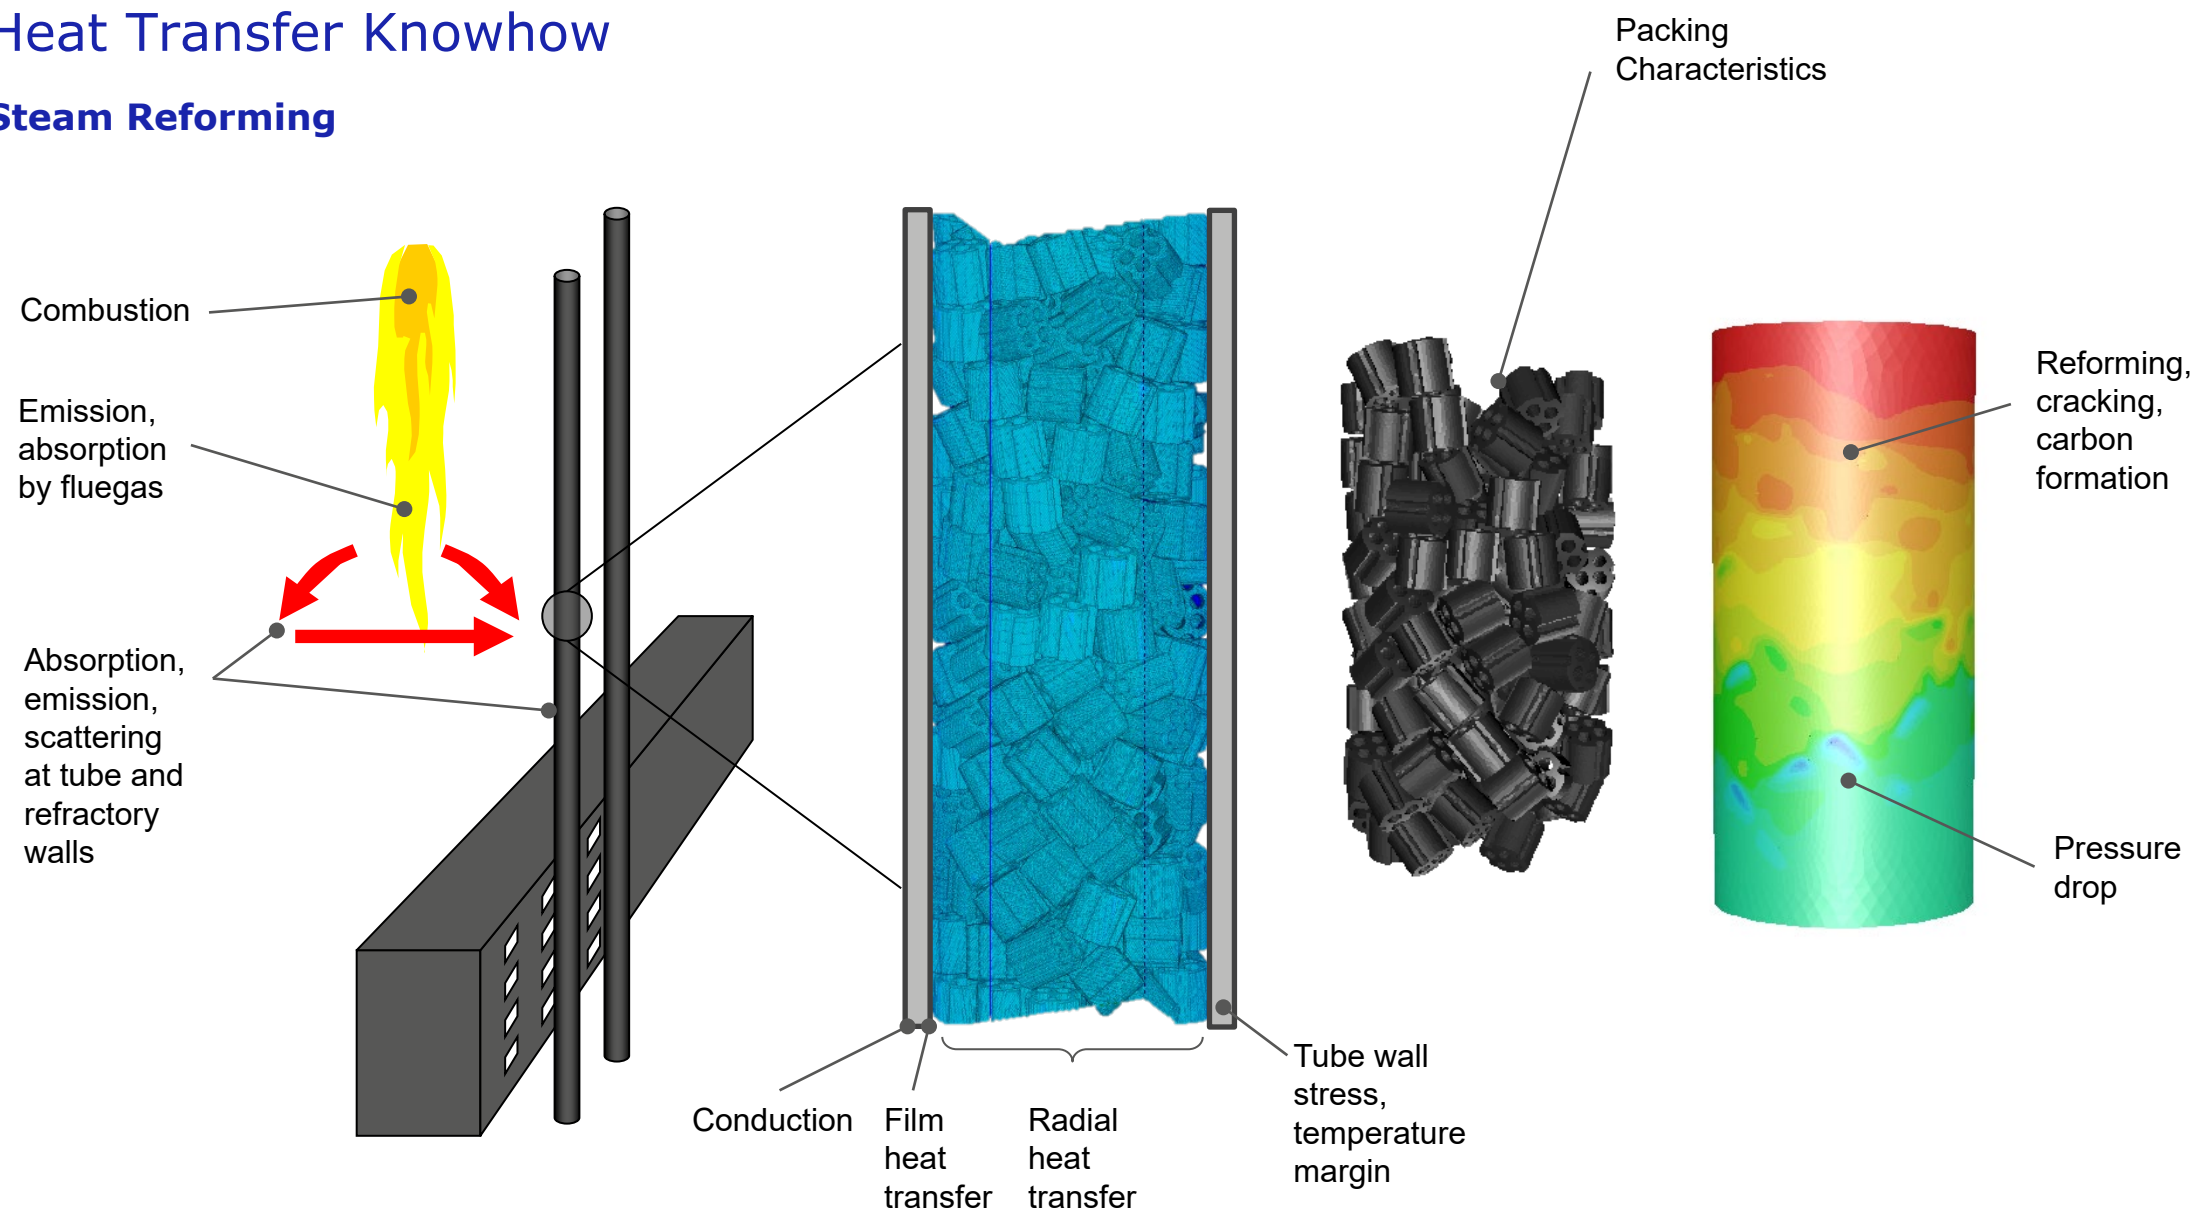 Heat Transfer Knowhow
Steam Reforming
Packing
Characteristics
Combustion
Emission,
absorption
by fluegas
Absorption,
emission,
scattering
at tube and
refractory
walls
Reforming,
cracking,
carbon
formation
Pressure
drop
Conduction
Film
heat
transfer
Radial
heat
transfer
Tube wall
stress,
temperature
margin